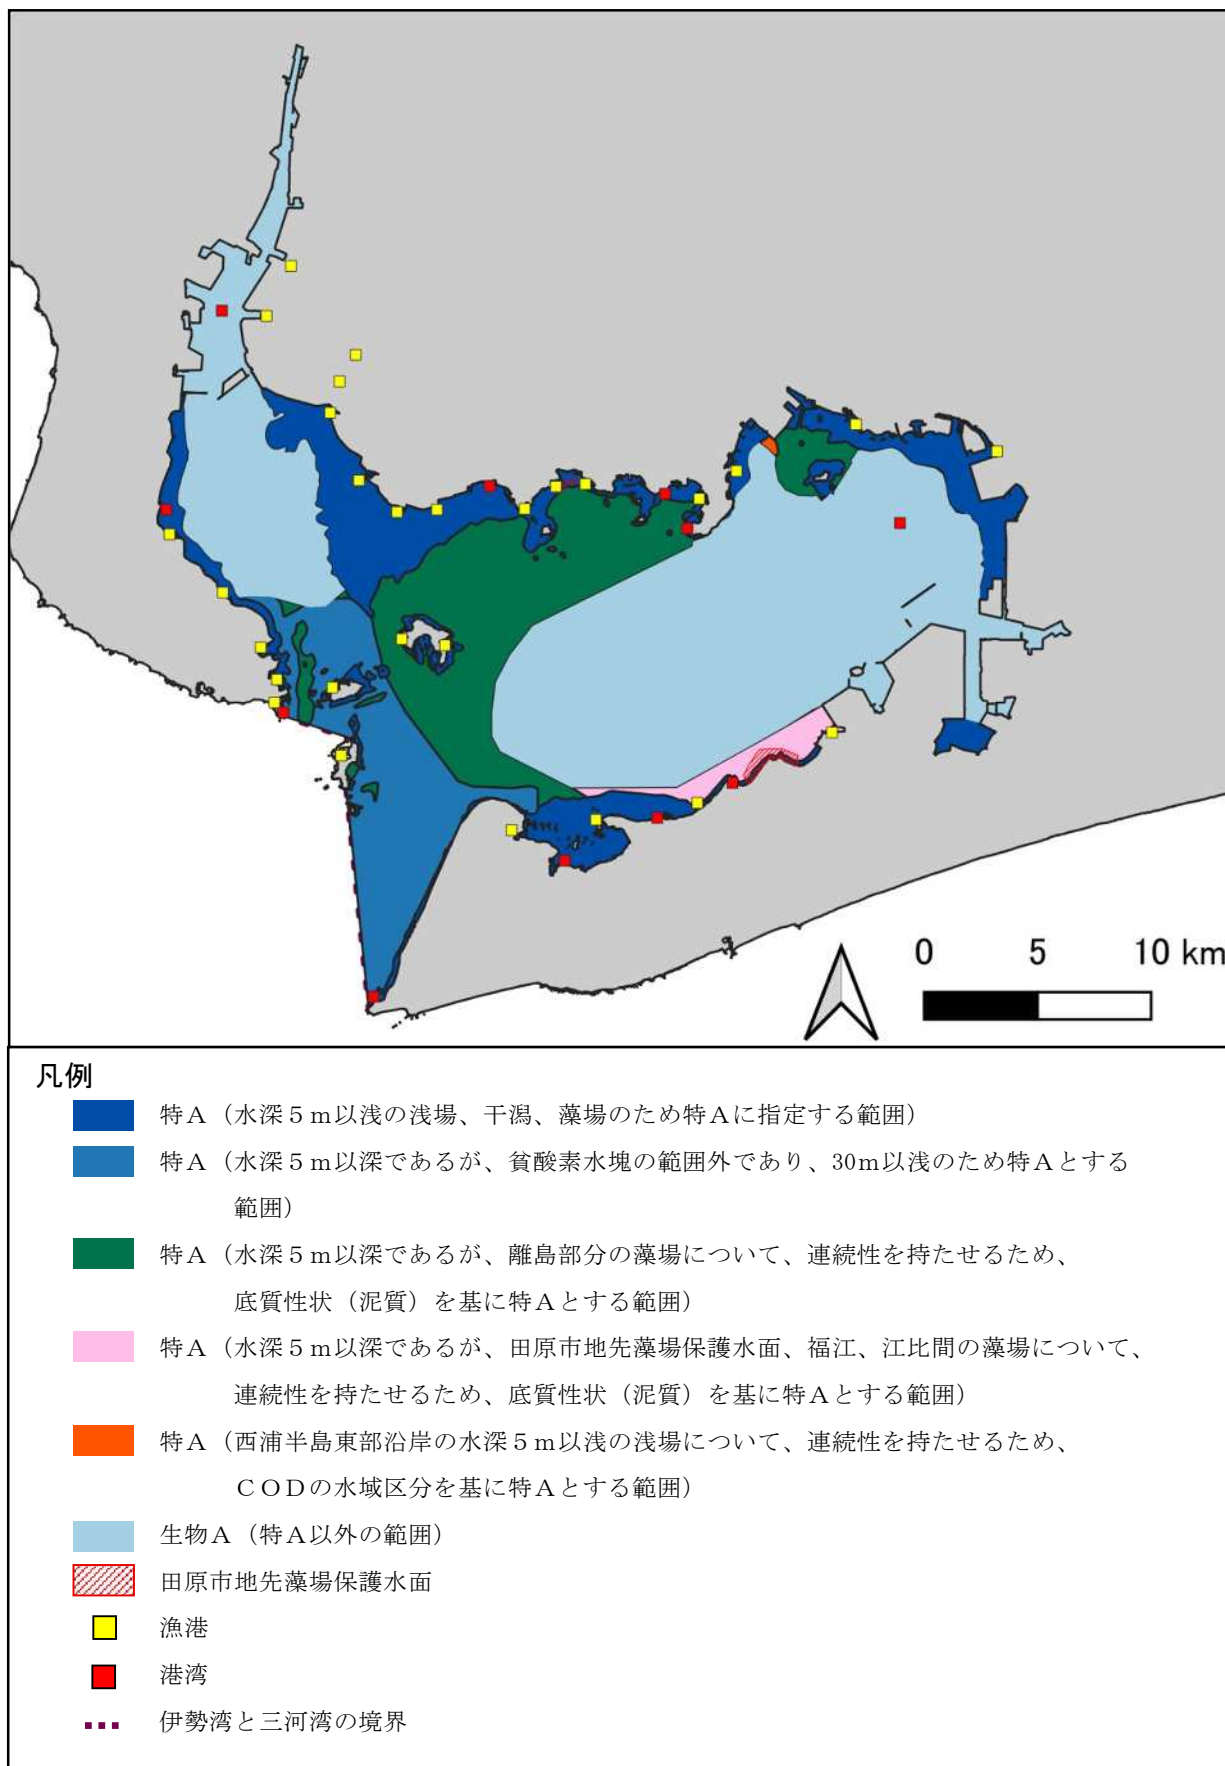 0 5 10 km
凡例
特A（水深５m以浅の浅場、干潟、藻場のため特Aに指定する範囲）
特A（水深５m以深であるが、貧酸素水塊の範囲外であり、30m以浅のため特Aとする
範囲）
特A（水深５m以深であるが、離島部分の藻場について、連続性を持たせるため、
底質性状（泥質）を基に特Aとする範囲）
特A（水深５m以深であるが、田原市地先藻場保護水面、福江、江比間の藻場について、
連続性を持たせるため、底質性状（泥質）を基に特Aとする範囲）
特A（西浦半島東部沿岸の水深５m以浅の浅場について、連続性を持たせるため、
ＣＯＤの水域区分を基に特Aとする範囲）
生物A（特A以外の範囲）
田原市地先藻場保護水面
漁港
港湾
伊勢湾と三河湾の境界